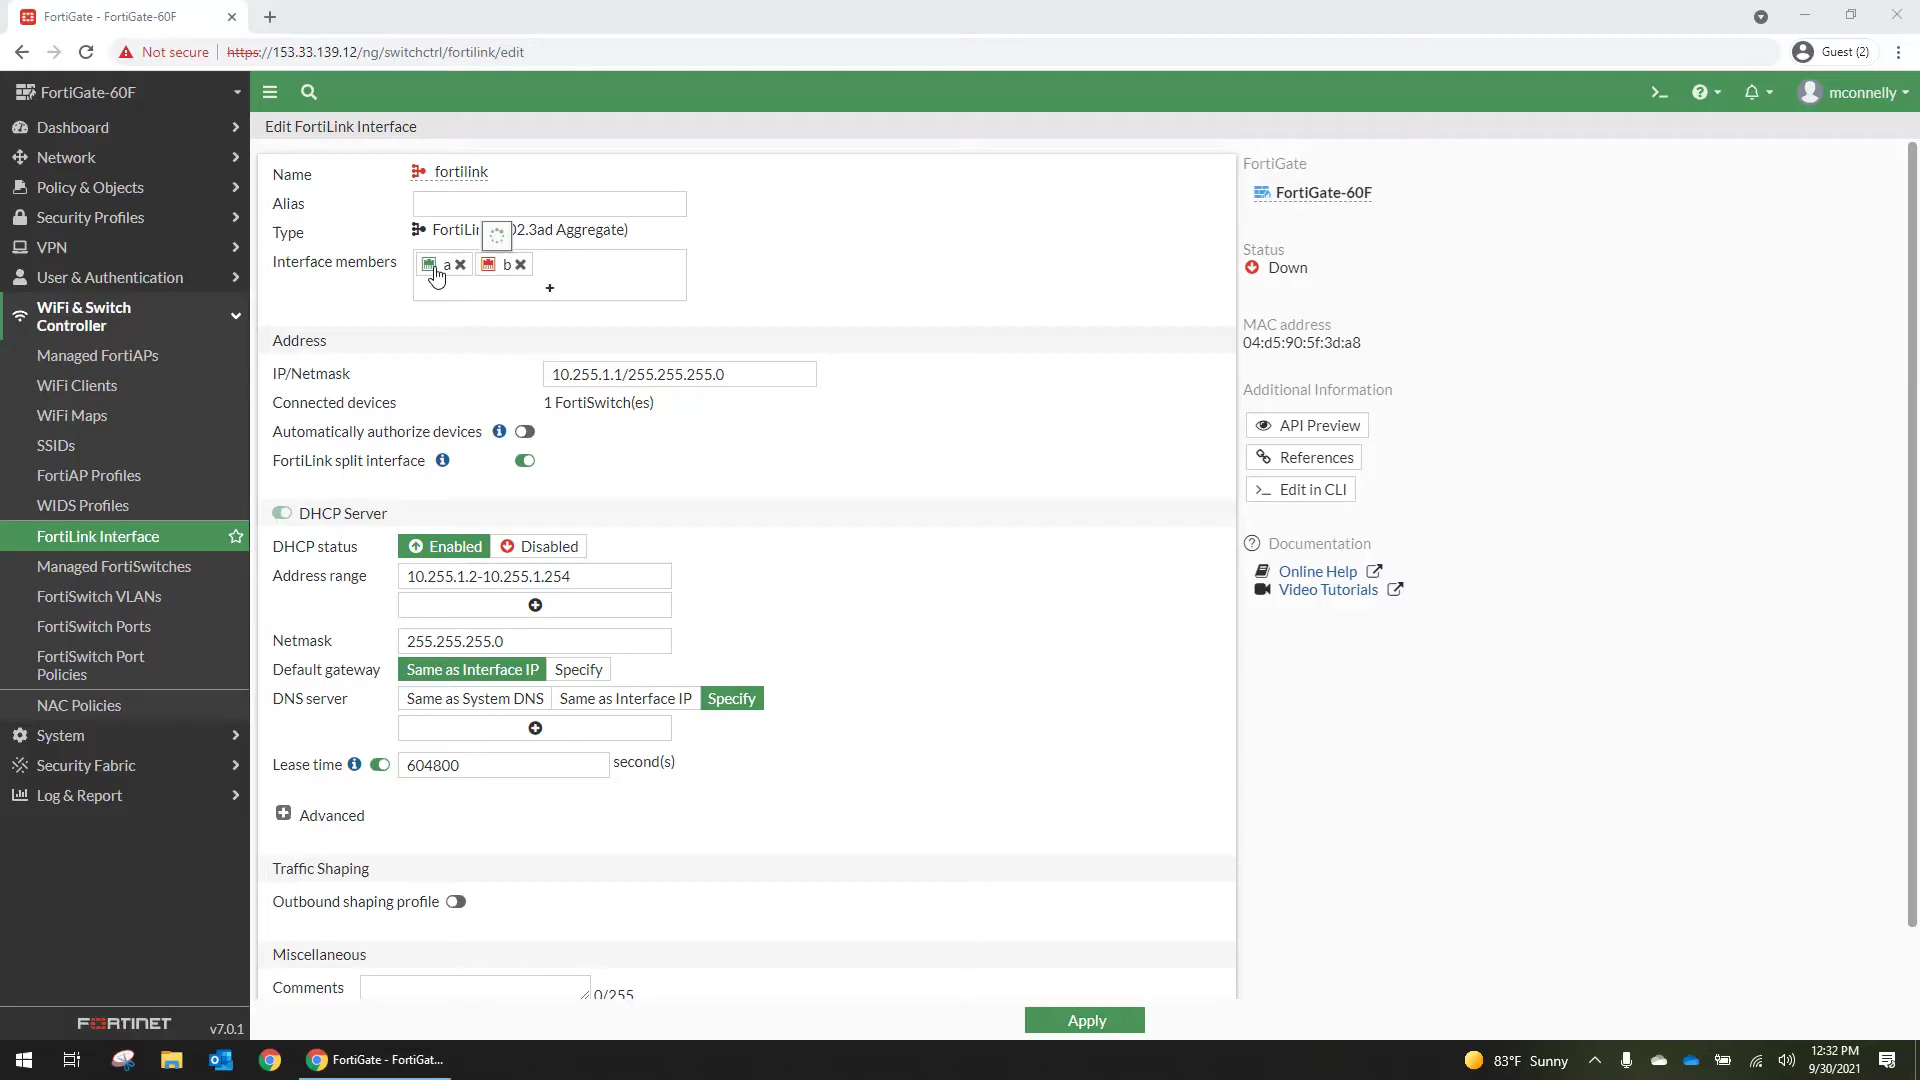 FortiGate - FortiGate-60F
Not secure
https://153.33.139.12/ng/switchctrl/fortilink/edit
Guest (2)
FortiGate-60F
mconnelly
Dashboard
Network
Policy & Objects
Security Profiles
VPN
User & Authentication
WiFi & Switch
Controller
Managed FortiAPs
WiFi Clients
WiFi Maps
SSIDs
FortiAP Profiles
WIDS Profiles
FortiLink Interface
Managed FortiSwitches
FortiSwitch VLANs
FortiSwitch Ports
FortiSwitch Port
Policies
NAC Policies
System
Security Fabric
Log & Report
FORTINET
v7.0.1
Edit FortiLink Interface
Name
fortilink
Alias
Type
02.3ad Aggregate)
Interface members
a
b
Address
IP/Netmask
10.255.1.1/255.255.255.0
Connected devices
1 FortiSwitch(es)
Automatically authorize devices
FortiLink split interface
DHCP Server
DHCP status
Enabled
Disabled
Address range
10.255.1.2-10.255.1.254
Netmask
255.255.255.0
Default gateway
Same as Interface IP
Specify
DNS server
Same as System DNS
Same as Interface IP
Specify
Lease time
604800
second(s)
Advanced
Traffic Shaping
Outbound shaping profile
Miscellaneous
Comments
0/255
Apply
FortiGate
FortiGate-60F
Status
Down
MAC address
04:d5:90:5f:3d:a8
Additional Information
API Preview
References
Edit in CLI
Documentation
Online Help
Video Tutorials
FortiGate - FortiGat...
83°F Sunny
12:32 PM
9/30/2021